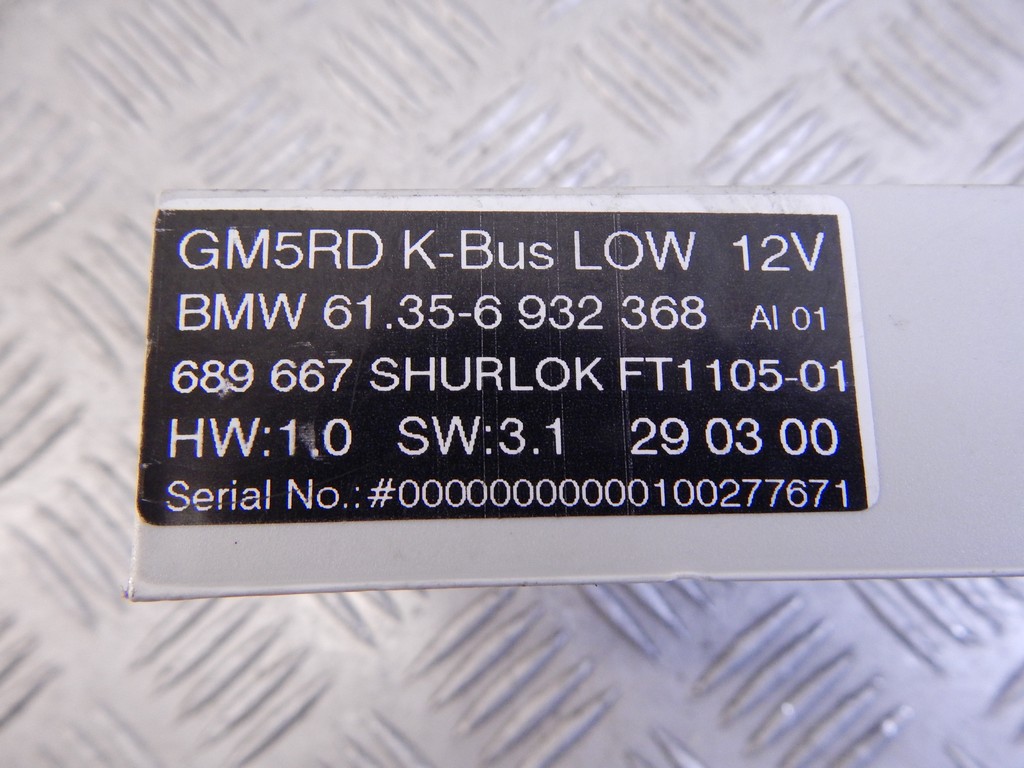 GM5RD K-Bus LOW 12V
BMW 61.35-6 932 368 AI 01
689 667 SHURLOK FT1105-01
HW:1.0 SW:3.1 29 03 00
Serial No.:#00000000000100277671